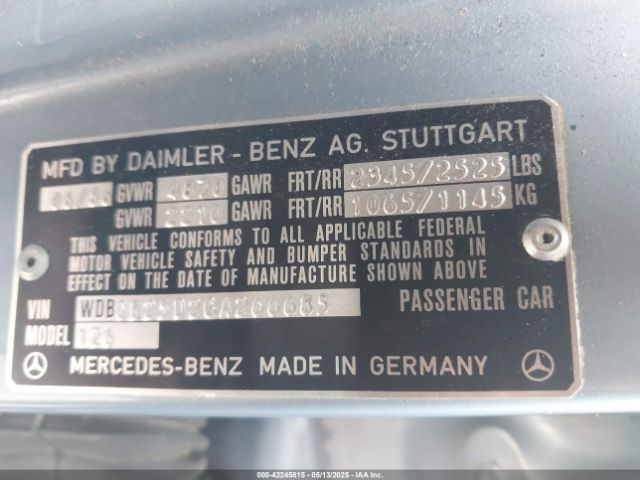 MFD BY DAIMLER - BENZ AG. STUTTGART
GVWR 4870 GAWR FRT/RR 2345/2525 LBS
GVWR 2210 GAWR FRT/RR 1065/1145 KG
THIS VEHICLE CONFORMS TO ALL APPLICABLE FEDERAL
MOTOR VEHICLE SAFETY AND BUMPER STANDARDS IN
EFFECT ON THE DATE OF MANUFACTURE SHOWN ABOVE
VIN PASSENGER CAR
MODEL 126
MERCEDES-BENZ MADE IN GERMANY
000-42245815 - 05/13/2025 - IAA, Inc.